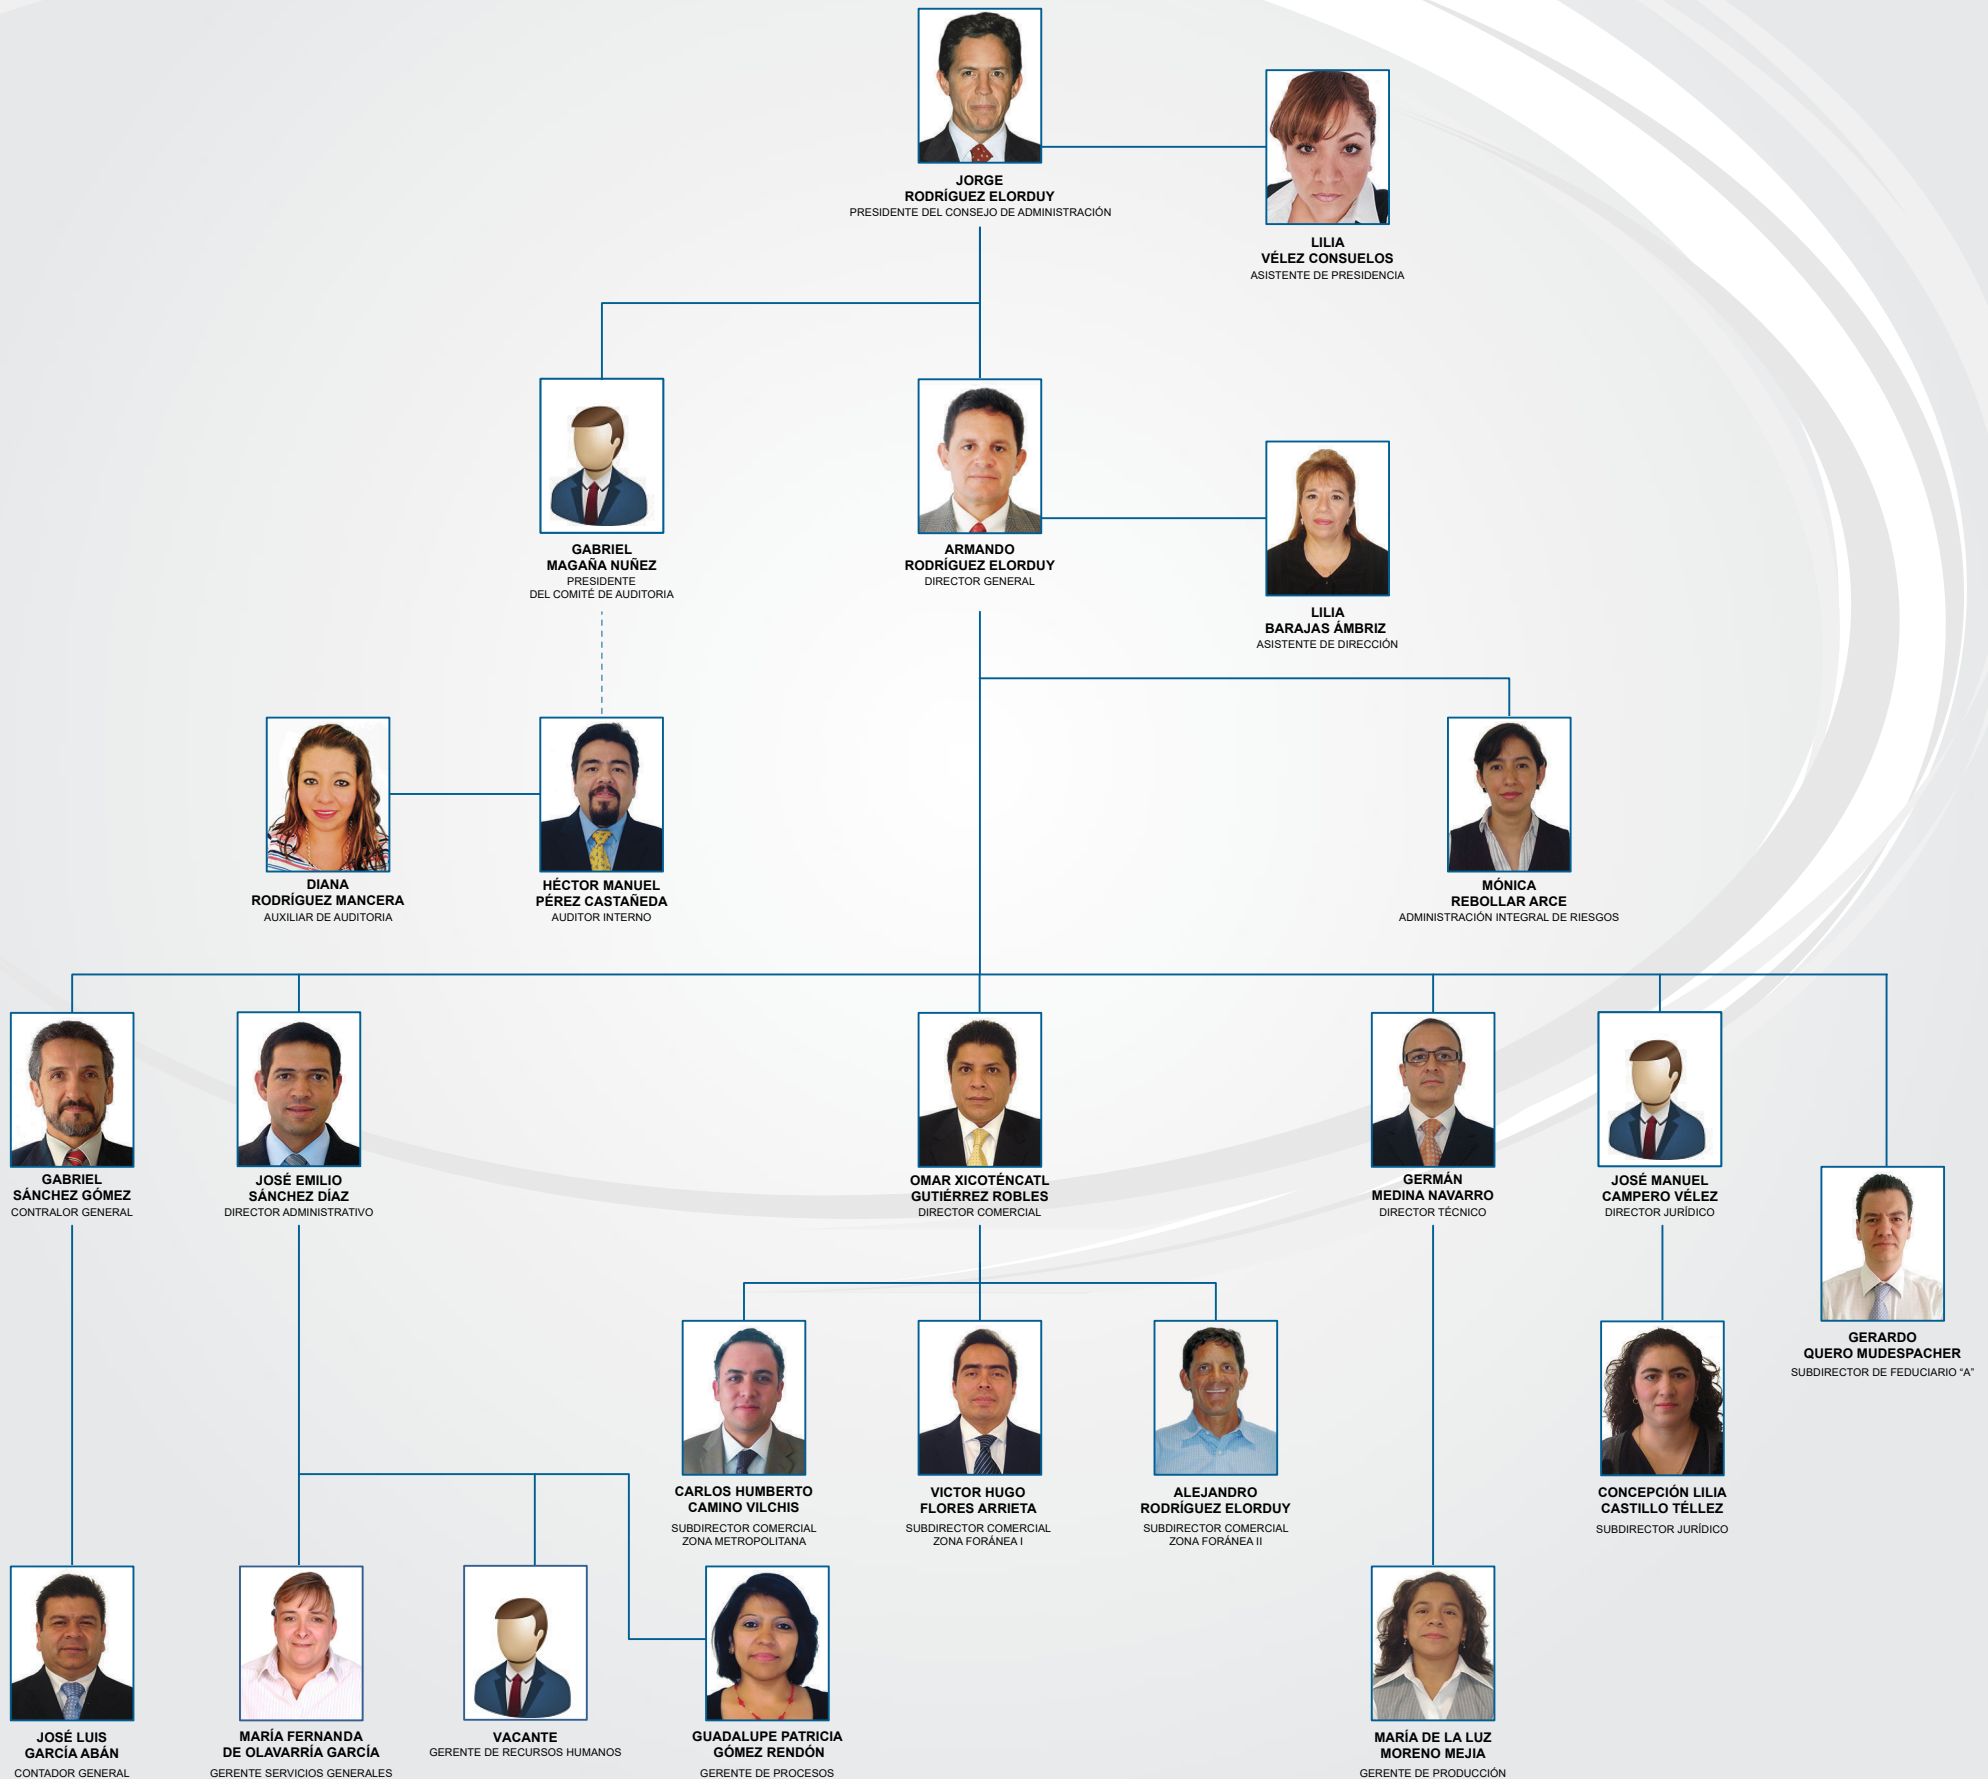 JORGE
RODRÍGUEZ ELORDUY
PRESIDENTE DEL CONSEJO DE ADMINISTRACIÓN
LILIA
VÉLEZ CONSUELOS
ASISTENTE DE PRESIDENCIA
GABRIEL
MAGAÑA NUÑEZ
PRESIDENTE
DEL COMITÉ DE AUDITORIA
ARMANDO
RODRÍGUEZ ELORDUY
DIRECTOR GENERAL
LILIA
BARAJAS ÁMBRIZ
ASISTENTE DE DIRECCIÓN
DIANA
RODRÍGUEZ MANCERA
AUXILIAR DE AUDITORIA
HÉCTOR MANUEL
PÉREZ CASTAÑEDA
AUDITOR INTERNO
MÓNICA
REBOLLAR ARCE
ADMINISTRACIÓN INTEGRAL DE RIESGOS
GABRIEL
SÁNCHEZ GÓMEZ
CONTRALOR GENERAL
JOSÉ EMILIO
SÁNCHEZ DÍAZ
DIRECTOR ADMINISTRATIVO
OMAR XICOTÉNCATL
GUTIÉRREZ ROBLES
DIRECTOR COMERCIAL
GERMÁN
MEDINA NAVARRO
DIRECTOR TÉCNICO
JOSÉ MANUEL
CAMPERO VÉLEZ
DIRECTOR JURÍDICO
GERARDO
QUERO MUDESPACHER
SUBDIRECTOR DE FEDUCIARIO “A”
CARLOS HUMBERTO
CAMINO VILCHIS
SUBDIRECTOR COMERCIAL
ZONA METROPOLITANA
VICTOR HUGO
FLORES ARRIETA
SUBDIRECTOR COMERCIAL
ZONA FORÁNEA I
ALEJANDRO
RODRÍGUEZ ELORDUY
SUBDIRECTOR COMERCIAL
ZONA FORÁNEA II
CONCEPCIÓN LILIA
CASTILLO TÉLLEZ
SUBDIRECTOR JURÍDICO
JOSÉ LUIS
GARCÍA ABÁN
CONTADOR GENERAL
MARÍA FERNANDA
DE OLAVARRÍA GARCÍA
GERENTE SERVICIOS GENERALES
VACANTE
GERENTE DE RECURSOS HUMANOS
GUADALUPE PATRICIA
GÓMEZ RENDÓN
GERENTE DE PROCESOS
MARÍA DE LA LUZ
MORENO MEJIA
GERENTE DE PRODUCCIÓN